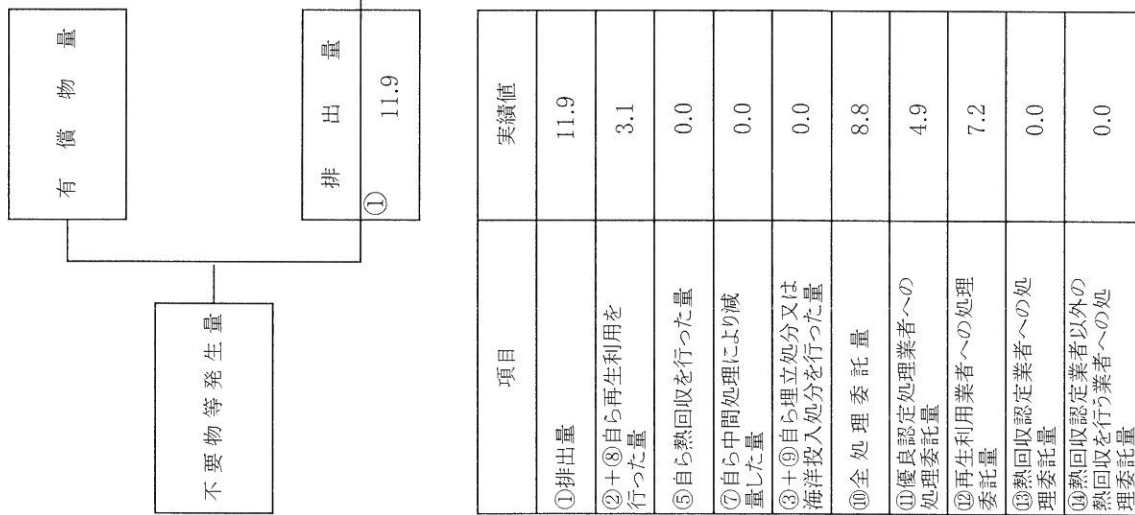 有償物量
不要物等発生量
排出量
①
11.9
項目 実績値
①排出量 11.9
②+⑧自ら再生利用を
行った量 3.1
⑤自ら熱回収を行った量 0.0
⑦自ら中間処理により減
量した量 0.0
③+⑨自ら埋立処分又は
海洋投入処分を行った量 0.0
⑩全処理委託量 8.8
⑪優良認定処理業者への
処理委託量 4.9
⑫再生利用業者への処理
委託量 7.2
⑬熱回収認定業者への処
理委託量 0.0
⑭熱回収認定業者以外の
熱回収を行う業者への処
理委託量 0.0